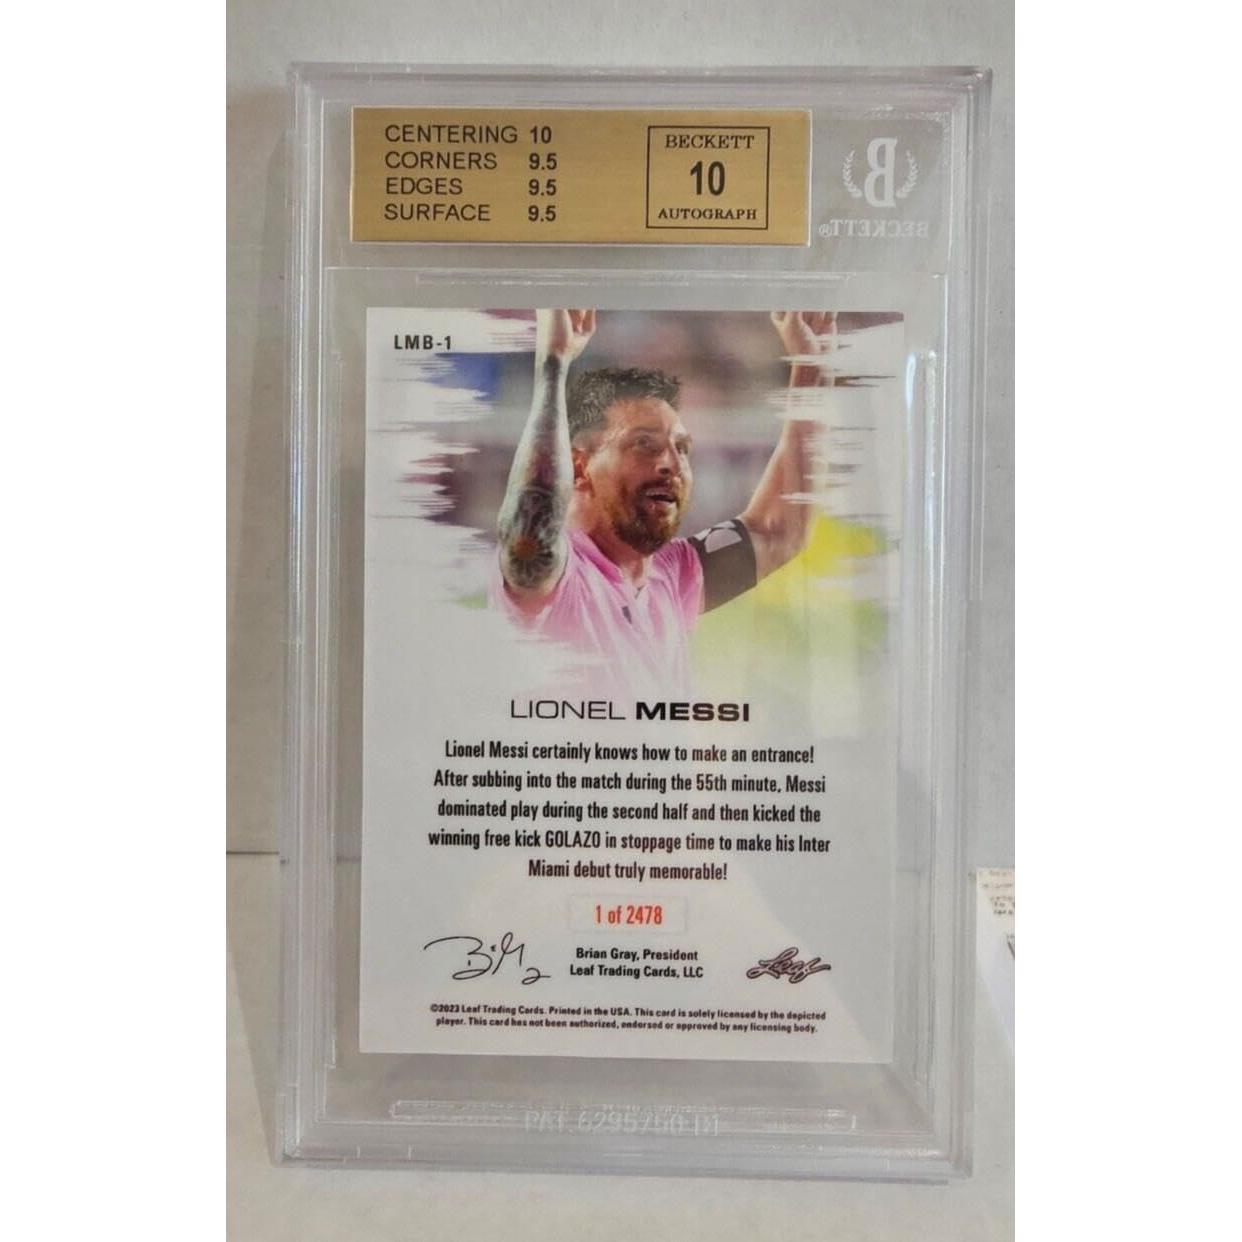 CENTERING 10
CORNERS 9.5
EDGES 9.5
SURFACE 9.5
BECKETT
10
AUTOGRAPH
B
BECKETT®
LMB-1
LIONEL MESSI
Lionel Messi certainly knows how to make an entrance!
After subbing into the match during the 55th minute, Messi
dominated play during the second half and then kicked the
winning free kick GOLAZO in stoppage time to make his Inter
Miami debut truly memorable!
1 of 2478
Brian Gray, President
Leaf Trading Cards, LLC
Leaf
©2023 Leaf Trading Cards. Printed in the USA. This card is solely licensed by the depicted
player. This card has not been authorized, endorsed or approved by any licensing body.